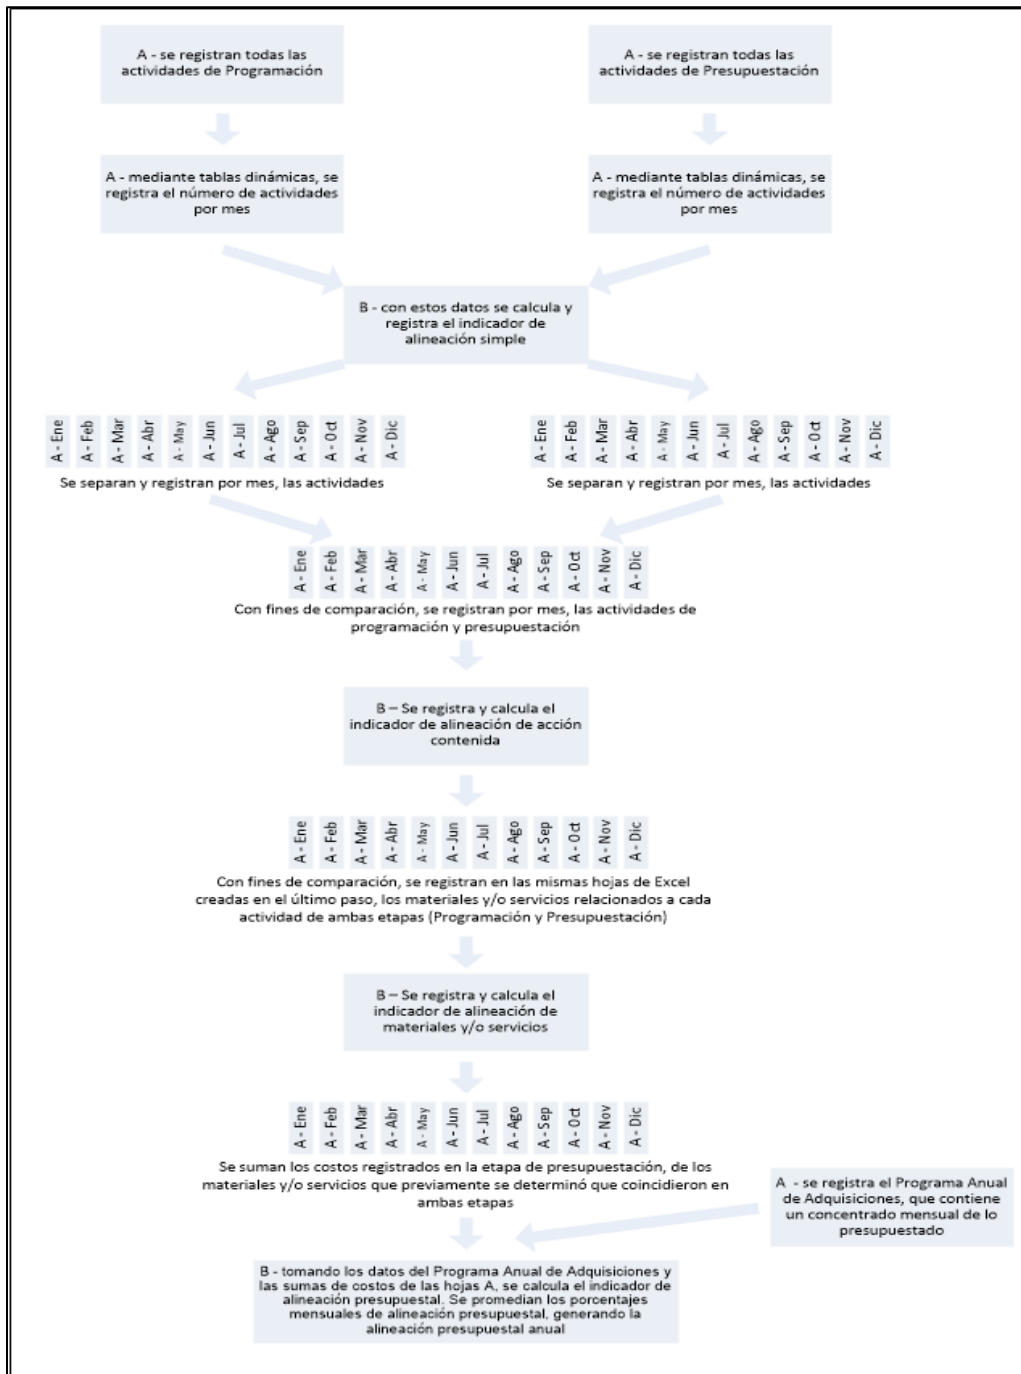 A - se registran todas las
actividades de Programación
A - se registran todas las
actividades de Presupuestación
A - mediante tablas dinámicas, se
registra el número de actividades
por mes
A - mediante tablas dinámicas, se
registra el número de actividades
por mes
B - con estos datos se calcula y
registra el indicador de
alineación simple
A - Ene
A - Feb
A - Mar
A - Abr
A - May
A - Jun
A - Jul
A - Ago
A - Sep
A - Oct
A - Nov
A - Dic
Se separan y registran por mes, las actividades
A - Ene
A - Feb
A - Mar
A - Abr
A - May
A - Jun
A - Jul
A - Ago
A - Sep
A - Oct
A - Nov
A - Dic
Se separan y registran por mes, las actividades
A - Ene
A - Feb
A - Mar
A - Abr
A - May
A - Jun
A - Jul
A - Ago
A - Sep
A - Oct
A - Nov
A - Dic
Con fines de comparación, se registran por mes, las actividades de
programación y presupuestación
B – Se registra y calcula el
indicador de alineación de acción
contenida
A - Ene
A - Feb
A - Mar
A - Abr
A - May
A - Jun
A - Jul
A - Ago
A - Sep
A - Oct
A - Nov
A - Dic
Con fines de comparación, se registran en las mismas hojas de Excel
creadas en el último paso, los materiales y/o servicios relacionados a cada
actividad de ambas etapas (Programación y Presupuestación)
B – Se registra y calcula el
indicador de alineación de
materiales y/o servicios
A - Ene
A - Feb
A - Mar
A - Abr
A - May
A - Jun
A - Jul
A - Ago
A - Sep
A - Oct
A - Nov
A - Dic
Se suman los costos registrados en la etapa de presupuestación, de los
materiales y/o servicios que previamente se determinó que coincidieron en
ambas etapas
A - se registra el Programa Anual
de Adquisiciones, que contiene
un concentrado mensual de lo
presupuestado
B - tomando los datos del Programa Anual de Adquisiciones y
las sumas de costos de las hojas A, se calcula el indicador de
alineación presupuestal. Se promedian los porcentajes
mensuales de alineación presupuestal, generando la
alineación presupuestal anual